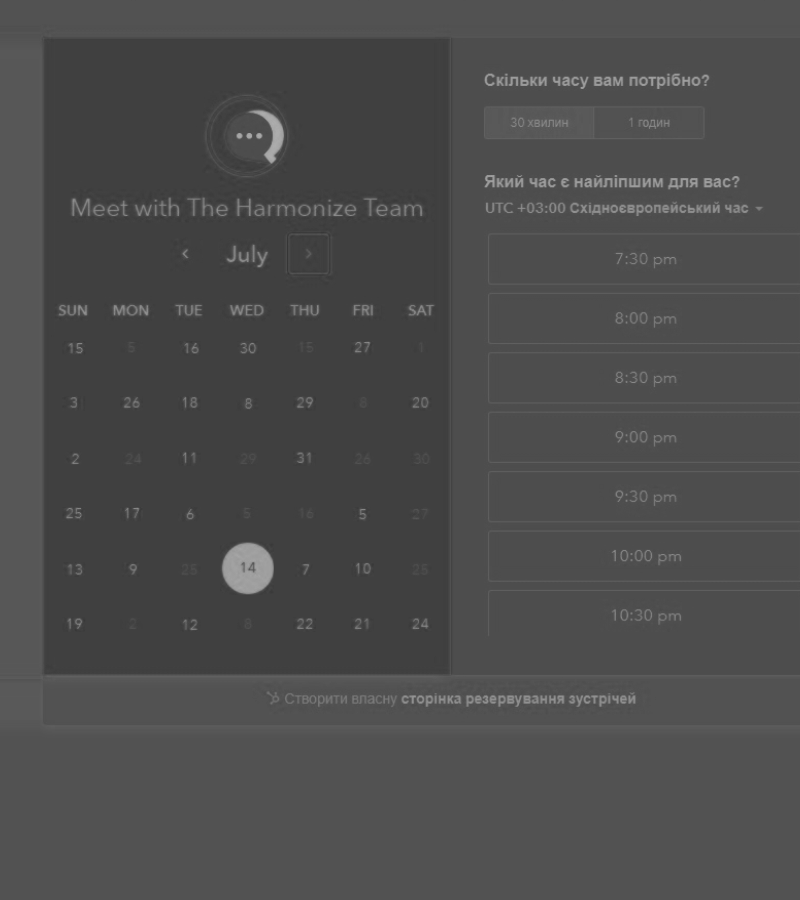 Meet with The Harmonize Team
July
SUN MON TUE WED THU FRI SAT
15 5 16 30 15 27 1
3 26 18 8 29 8 20
2 24 11 29 31 26 30
25 17 6 5 16 5 27
13 9 14 7 10
19 2 12 8 22 21 24
Скільки часу вам потрібно?
30 хвилин 1 годин
Який час є найліпшим для вас?
UTC +03:00 Східноєвропейський час
7:30 pm
8:00 pm
8:30 pm
9:00 pm
9:30 pm
10:00 pm
10:30 pm
Створити власну сторінка резервування зустрічей